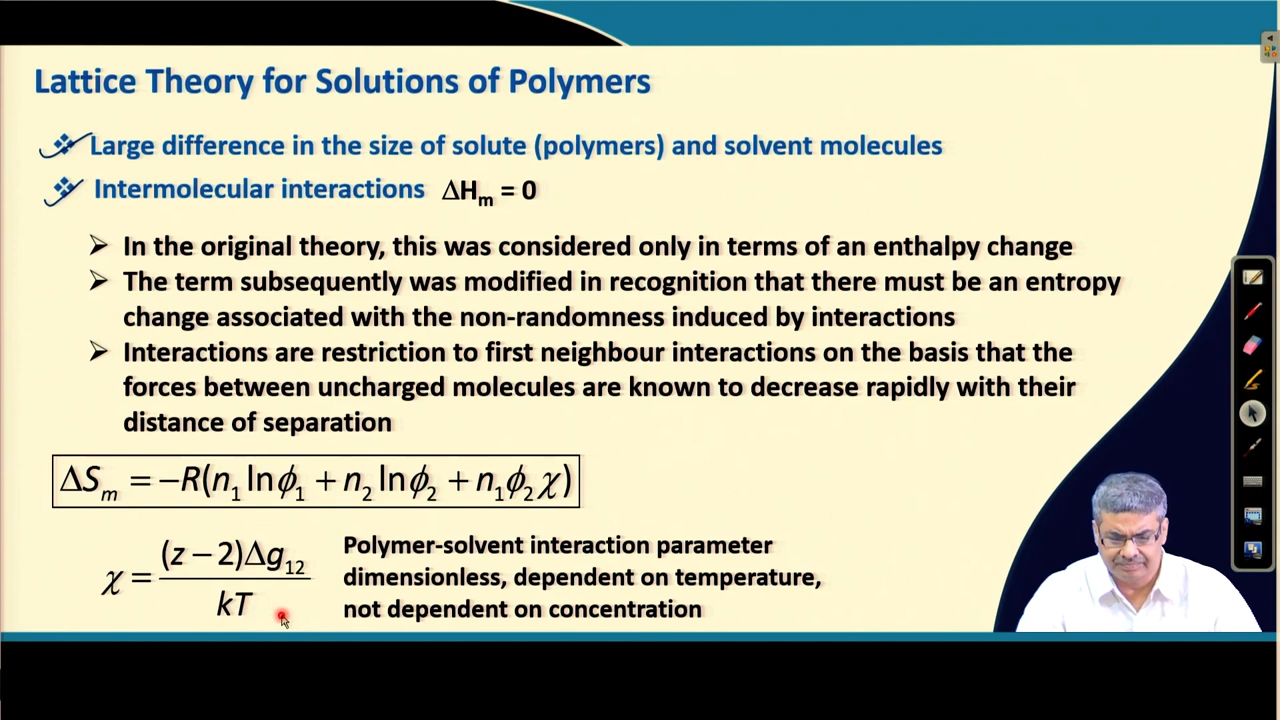 Lattice Theory for Solutions of Polymers
Large difference in the size of solute (polymers) and solvent molecules
Intermolecular interactions ΔHₘ = 0
In the original theory, this was considered only in terms of an enthalpy change
The term subsequently was modified in recognition that there must be an entropy
change associated with the non-randomness induced by interactions
Interactions are restriction to first neighbour interactions on the basis that the
forces between uncharged molecules are known to decrease rapidly with their
distance of separation
ΔSₘ = −R(n₁ ln ϕ₁ + n₂ ln ϕ₂ + n₁ϕ₂χ)
χ = (z − 2)Δg₁₂ / kT
Polymer-solvent interaction parameter
dimensionless, dependent on temperature,
not dependent on concentration